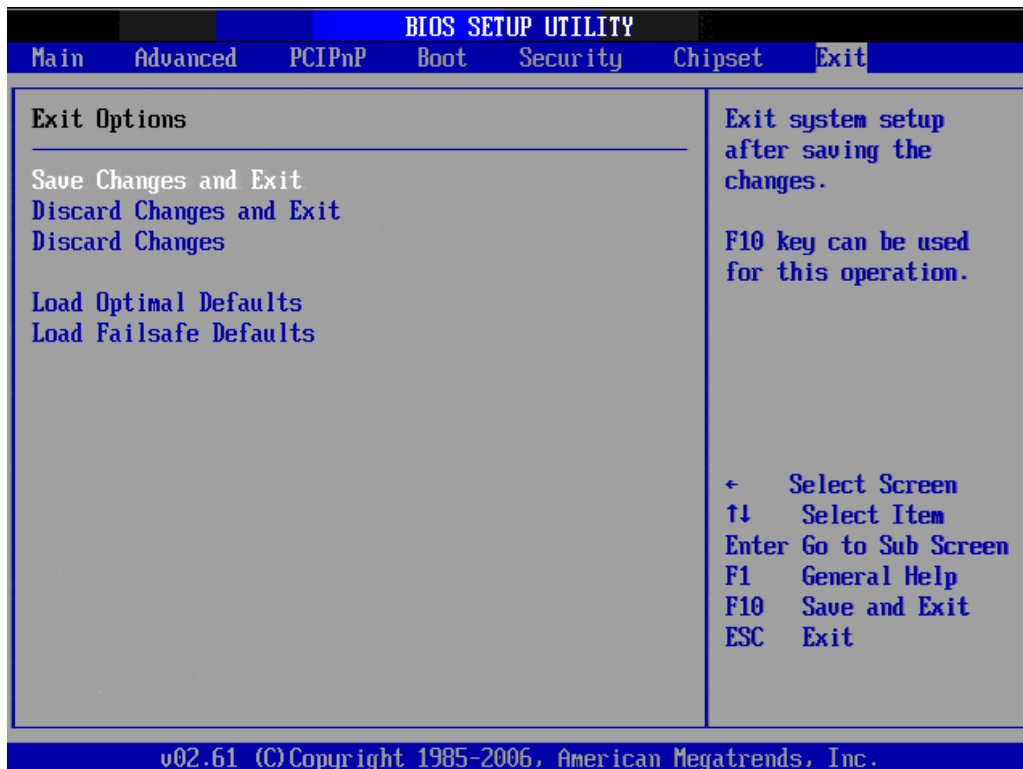 BIOS SETUP UTILITY
Main Advanced PCIPnP Boot Security Chipset Exit
Exit Options
Save Changes and Exit
Discard Changes and Exit
Discard Changes
Load Optimal Defaults
Load Failsafe Defaults
Exit system setup
after saving the
changes.
F10 key can be used
for this operation.
← Select Screen
↑↓ Select Item
Enter Go to Sub Screen
F1 General Help
F10 Save and Exit
ESC Exit
v02.61 (C)Copyright 1985-2006, American Megatrends, Inc.